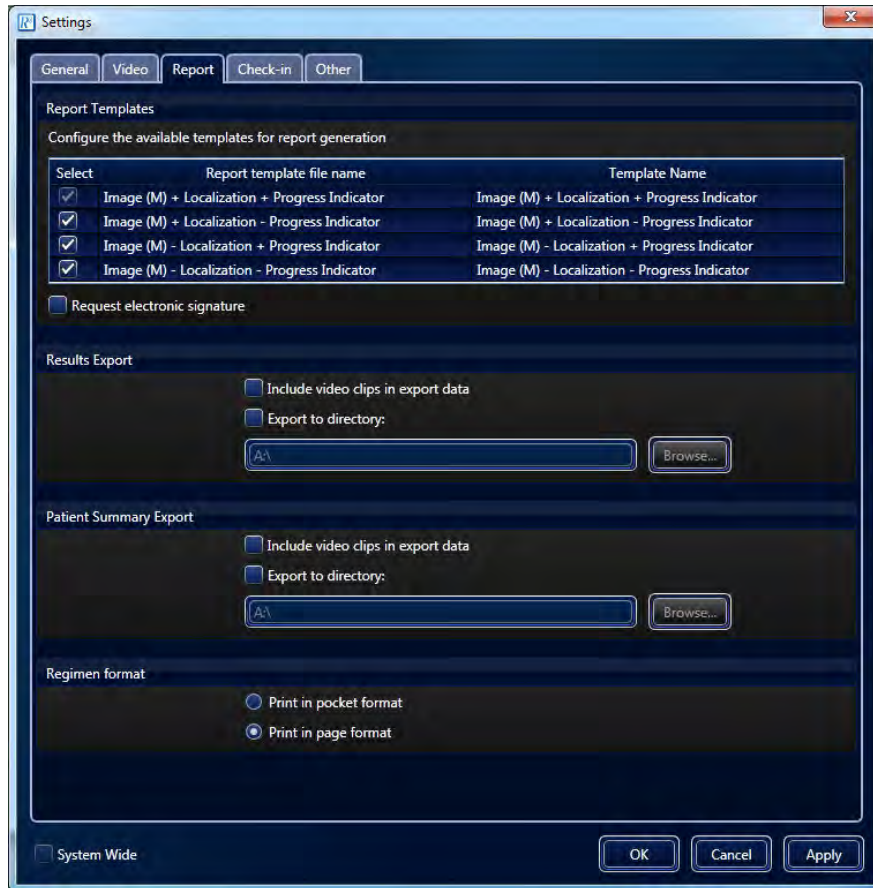 R Settings
General Video Report Check-in Other
Report Templates
Configure the available templates for report generation
Select Report template file name Template Name
Image (M) + Localization + Progress Indicator Image (M) + Localization + Progress Indicator
Image (M) + Localization - Progress Indicator Image (M) + Localization - Progress Indicator
Image (M) - Localization + Progress Indicator Image (M) - Localization + Progress Indicator
Image (M) - Localization - Progress Indicator Image (M) - Localization - Progress Indicator
Request electronic signature
Results Export
Include video clips in export data
Export to directory:
A:\ Browse...
Patient Summary Export
Include video clips in export data
Export to directory:
A:\ Browse...
Regimen format
Print in pocket format
Print in page format
System Wide OK Cancel Apply